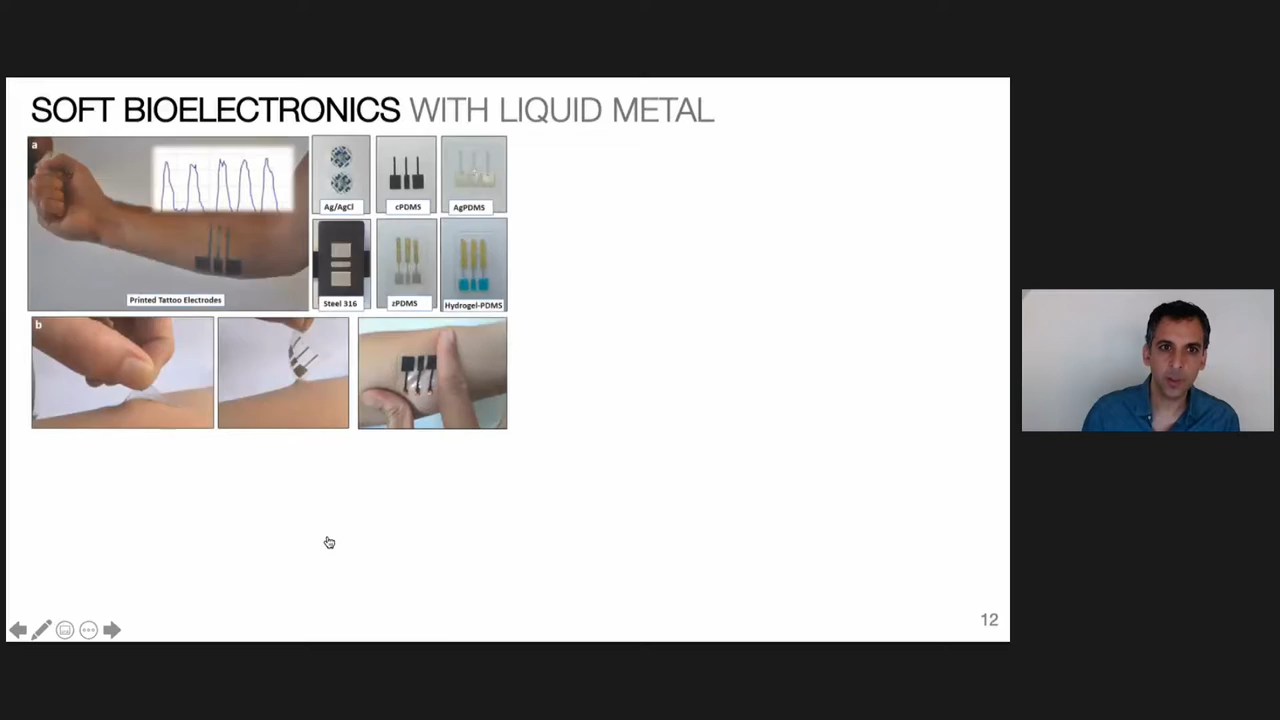 SOFT BIOELECTRONICS WITH LIQUID METAL
a
Ag/AgCl
cPDMS
AgPDMS
Printed Tattoo Electrodes
Steel 316
zPDMS
Hydrogel-PDMS
b
12